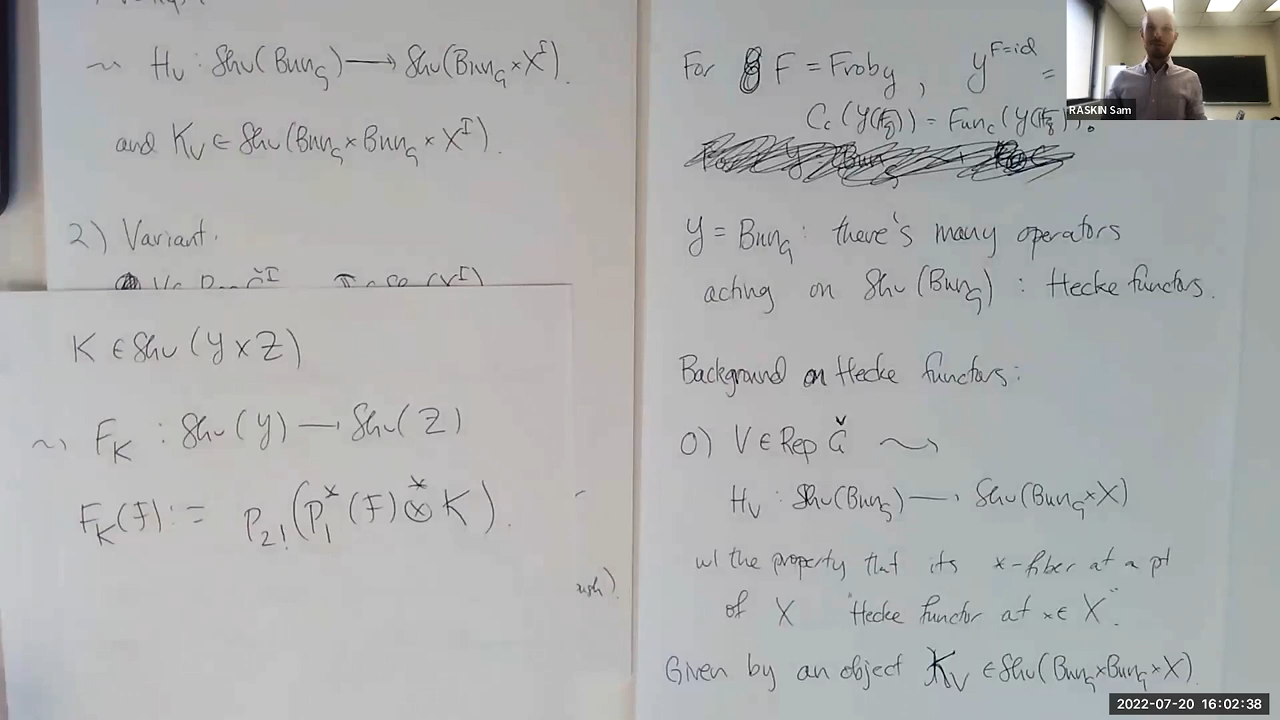 ~> H_V : Shv(Bun_G) ⟶ Shv(Bun_G × X^I).
and K_V ∈ Shv(Bun_G × Bun_G × X^I).
2) Variant.
K ∈ Shv(Y × Z)
~> F_K : Shv(Y) ⟶ Shv(Z)
F_K(F) := p_{2!}(p_1^*(F) ⊗^* K).
For F = Frob_Y, Y^{F=id} =
C_c(Y(F_q)) = Fun_c(Y(F_q)).
Y = Bun_G : there's many operators
acting on Shv(Bun_G) : Hecke functors.
Background on Hecke functors:
0) V ∈ Rep Ǧ ~>
H_V : Shv(Bun_G) ⟶ Shv(Bun_G × X)
w/ the property that its *-fiber at a pt
of X "Hecke functor at x ∈ X".
Given by an object K_V ∈ Shv(Bun_G × Bun_G × X)
RASKIN Sam
2022-07-20 16:02:38